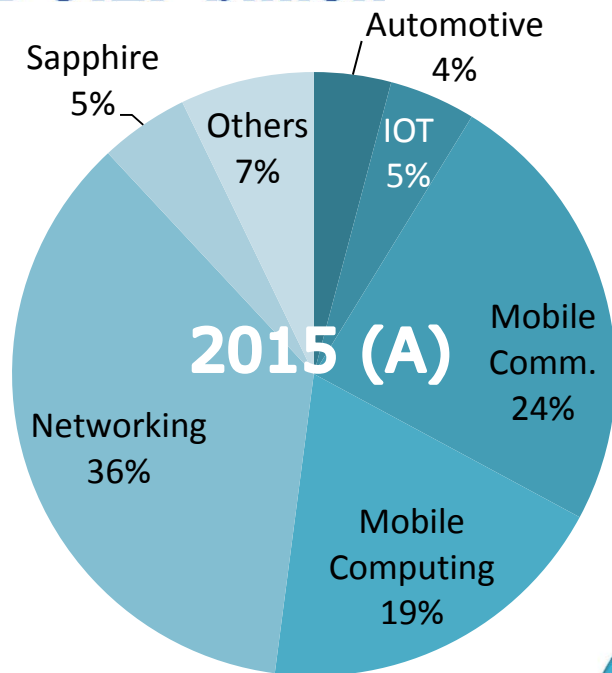 Automotive
4%
Sapphire
5%
Others
7%
IOT
5%
Mobile
Comm.
24%
2015 (A)
Networking
36%
Mobile
Computing
19%